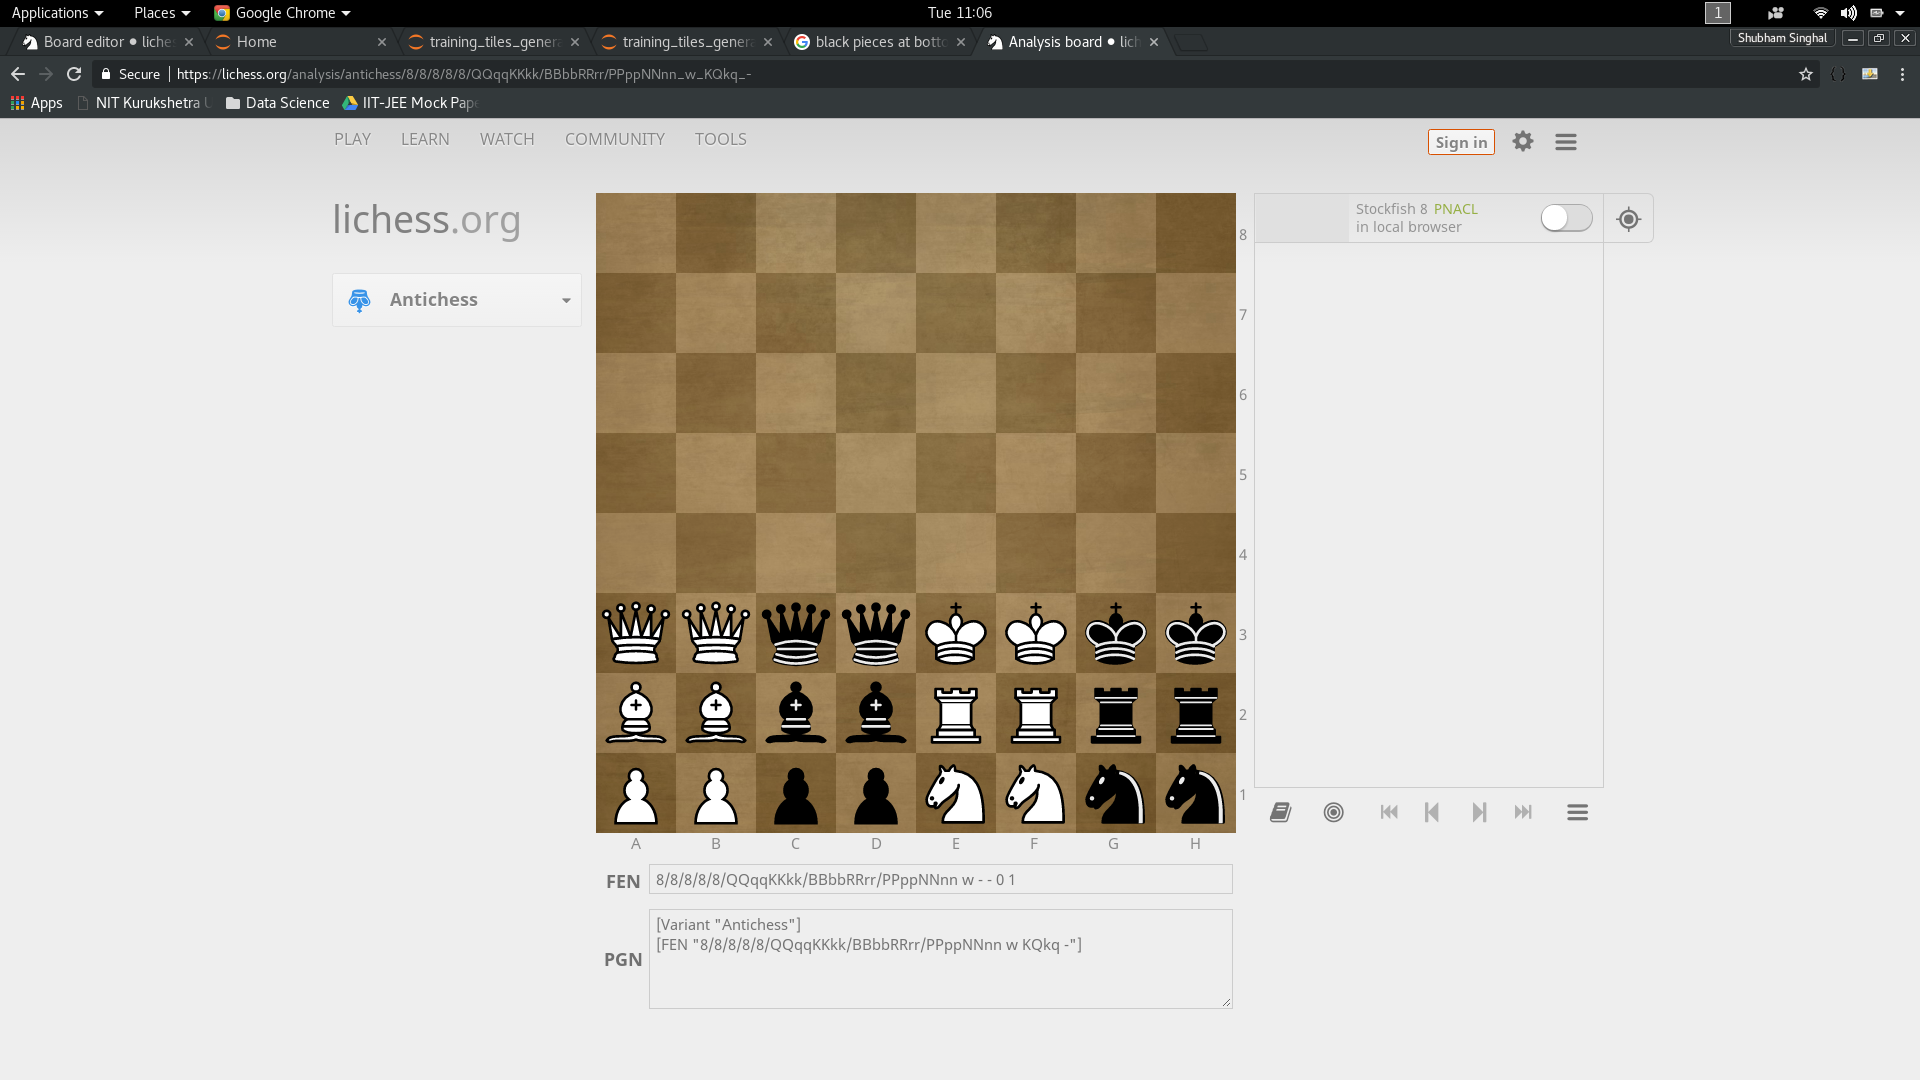 Applications Places Google Chrome Tue 11:06 1
Board editor • liche Home training_tiles_genera training_tiles_genera black pieces at botto Analysis board • lich Shubham Singhal
Secure https://lichess.org/analysis/antichess/8/8/8/8/8/QQqqKKkk/BBbbRRrr/PPppNNnn_w_KQkq_-
Apps NIT Kurukshetra Data Science IIT-JEE Mock Pape
PLAY LEARN WATCH COMMUNITY TOOLS Sign in
lichess.org
Stockfish 8 PNACL
in local browser
Antichess
8
7
6
5
4
3
2
1
A B C D E F G H
FEN 8/8/8/8/8/QQqqKKkk/BBbbRRrr/PPppNNnn w - - 0 1
[Variant "Antichess"]
[FEN "8/8/8/8/8/QQqqKKkk/BBbbRRrr/PPppNNnn w KQkq -"]
PGN